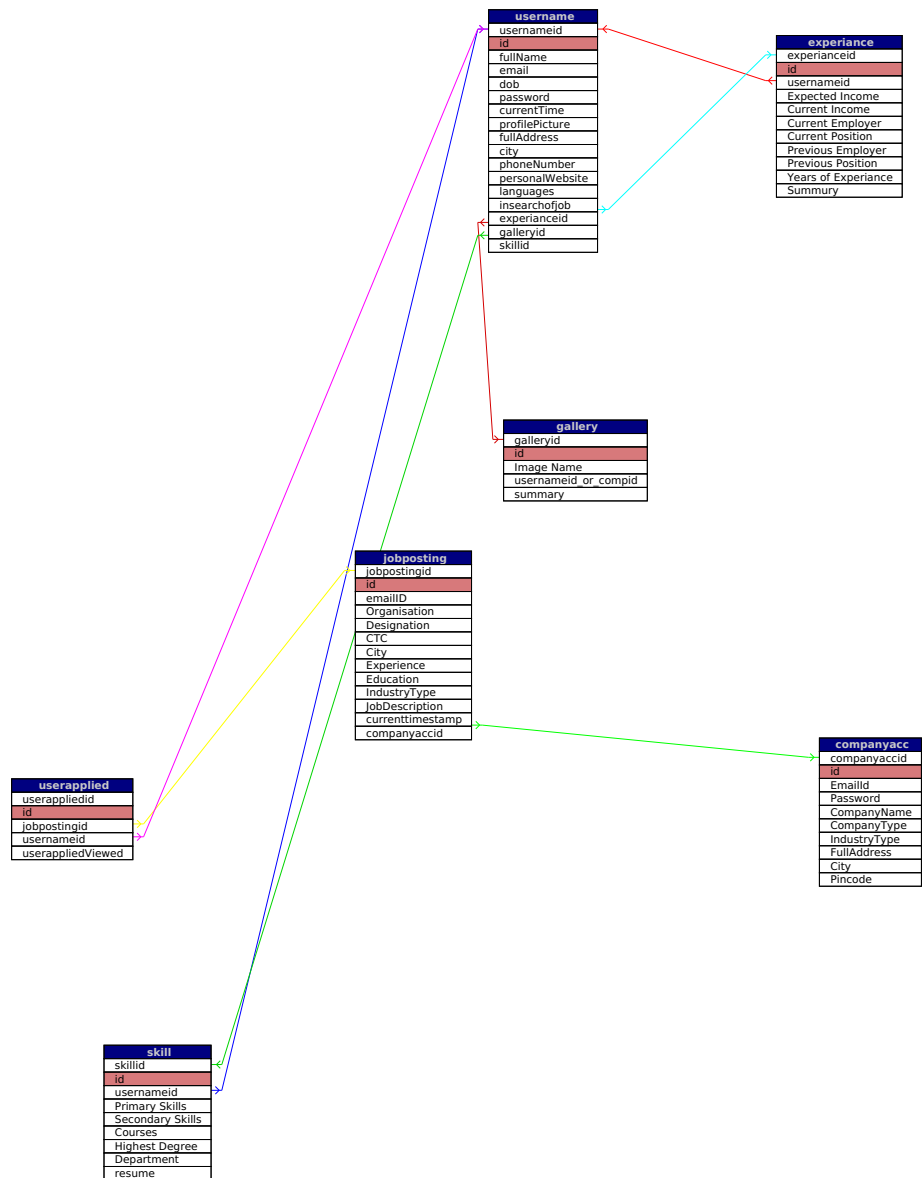 username
usernameid
id
fullName
email
dob
password
currentTime
profilePicture
fullAddress
city
phoneNumber
personalWebsite
languages
insearchofjob
experianceid
galleryid
skillid
experiance
experianceid
id
usernameid
Expected Income
Current Income
Current Employer
Current Position
Previous Employer
Previous Position
Years of Experiance
Summury
gallery
galleryid
id
Image Name
usernameid_or_compid
summary
jobposting
jobpostingid
id
emailID
Organisation
Designation
CTC
City
Experience
Education
IndustryType
JobDescription
currenttimestamp
companyaccid
companyacc
companyaccid
id
EmailId
Password
CompanyName
CompanyType
IndustryType
FullAddress
City
Pincode
userapplied
userappliedid
id
jobpostingid
usernameid
userappliedViewed
skill
skillid
id
usernameid
Primary Skills
Secondary Skills
Courses
Highest Degree
Department
resume